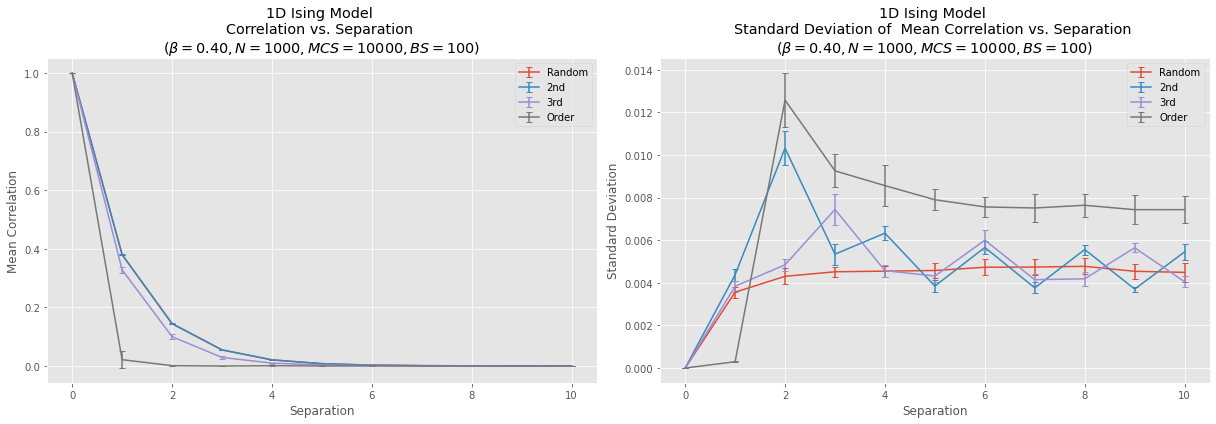 1D Ising Model
Correlation vs. Separation
(β = 0.40, N = 1000, MCS = 10000, BS = 100)
Mean Correlation
1.0
0.8
0.6
0.4
0.2
0.0
0 2 4 6 8 10
Separation
Random
2nd
3rd
Order
1D Ising Model
Standard Deviation of Mean Correlation vs. Separation
(β = 0.40, N = 1000, MCS = 10000, BS = 100)
Standard Deviation
0.014
0.012
0.010
0.008
0.006
0.004
0.002
0.000
0 2 4 6 8 10
Separation
Random
2nd
3rd
Order